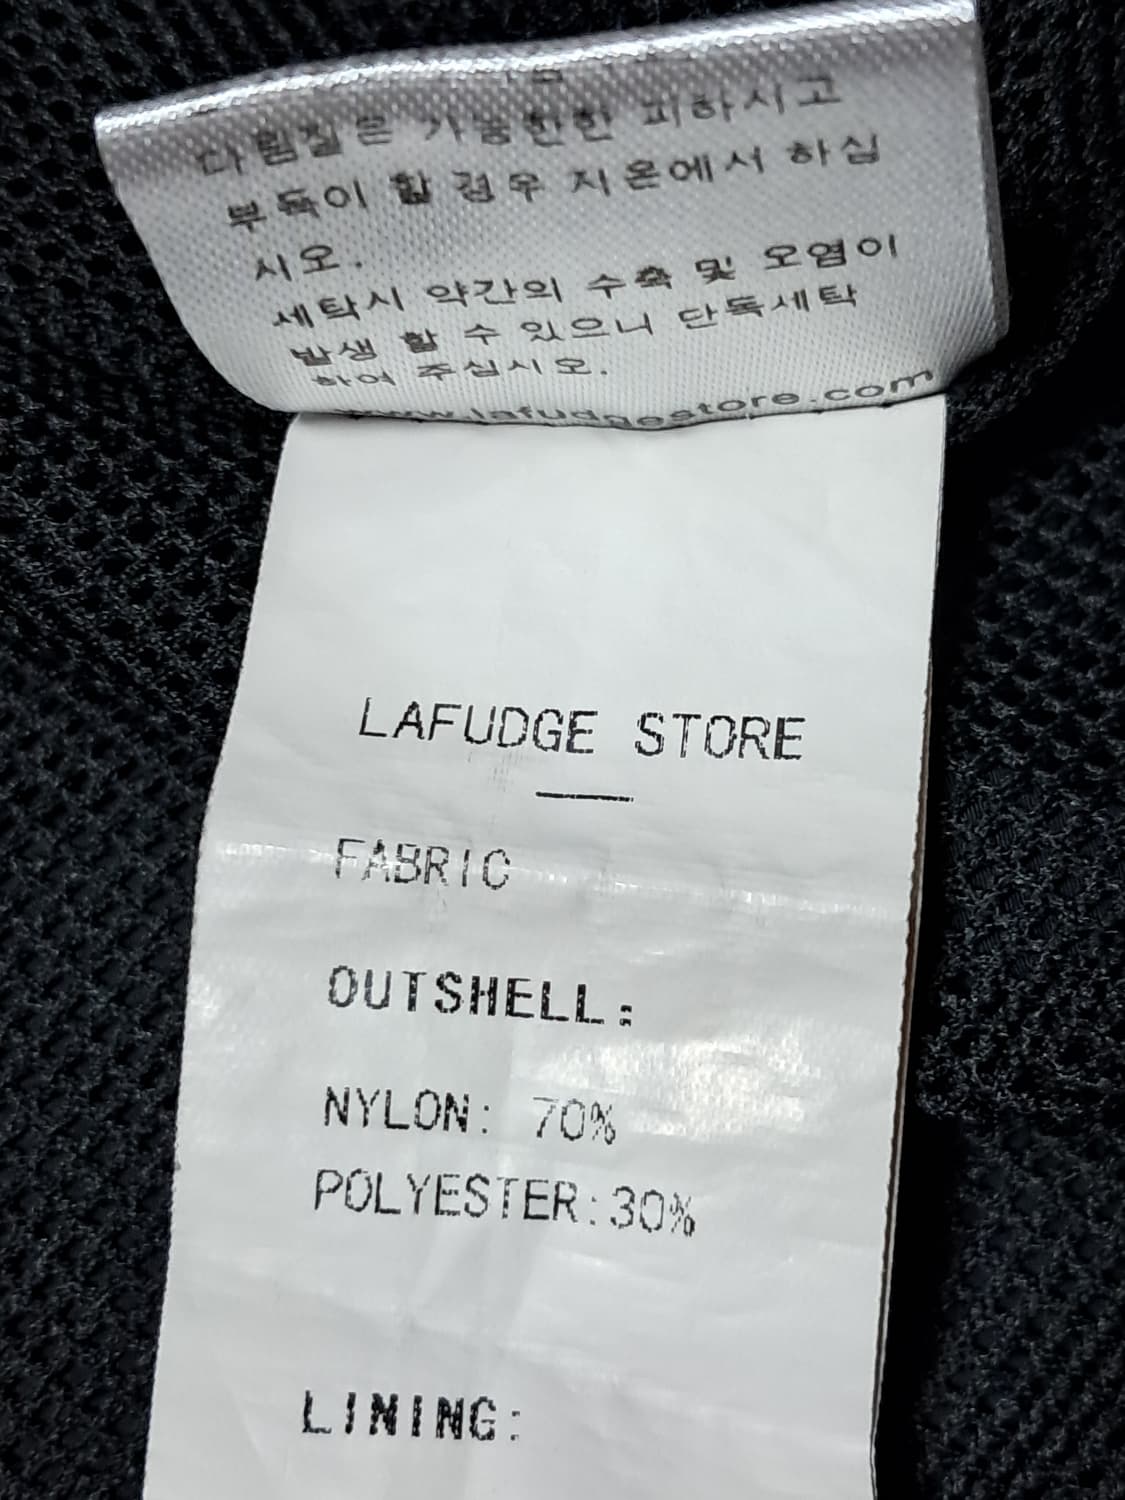 다림질은 가능한한 피하시고
부득이 할 경우 저온에서 하십
시오.
세탁시 약간의 수축 및 오염이
발생 할 수 있으니 단독세탁
하여 주십시오.
www.lafudgestore.com
LAFUDGE STORE
FABRIC
OUTSHELL:
NYLON: 70%
POLYESTER:30%
LINING: